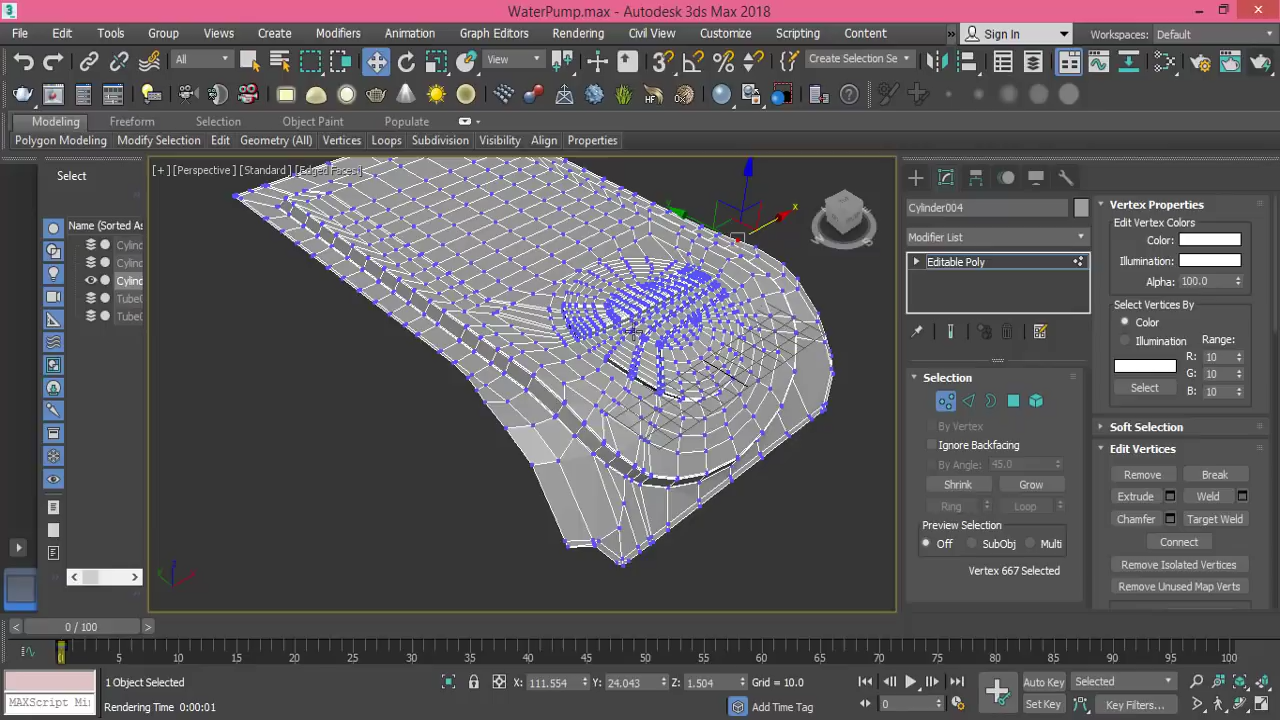 WaterPump.max - Autodesk 3ds Max 2018
File Edit Tools Group Views Create Modifiers Animation Graph Editors Rendering Civil View Customize Scripting Content » Sign In Workspaces: Default
All View Create Selection Se
Modeling Freeform Selection Object Paint Populate
Polygon Modeling Modify Selection Edit Geometry (All) Vertices Loops Subdivision Visibility Align Properties
Select
Name (Sorted As
Cylind
Cylind
Cylind
Tube0
Tube0
[+] [Perspective] [Standard] [Edged Faces]
x
Cylinder004
Modifier List
Editable Poly
Selection
By Vertex
Ignore Backfacing
By Angle: 45.0
Shrink Grow
Ring Loop
Preview Selection
Off SubObj Multi
Vertex 667 Selected
Vertex Properties
Edit Vertex Colors
Color:
Illumination:
Alpha: 100.0
Select Vertices By
Color
Illumination Range:
R: 10
G: 10
Select B: 10
Soft Selection
Edit Vertices
Remove Break
Extrude Weld
Chamfer Target Weld
Connect
Remove Isolated Vertices
Remove Unused Map Verts
< 0 / 100 >
0 5 10 15 20 25 30 35 40 45 50 55 60 65 70 75 80 85 90 95 100
1 Object Selected X: 111.554 Y: 24.043 Z: 1.504 Grid = 10.0 Auto Key Selected
MAXScript Mi Rendering Time 0:00:01 Add Time Tag 0 Set Key Key Filters...